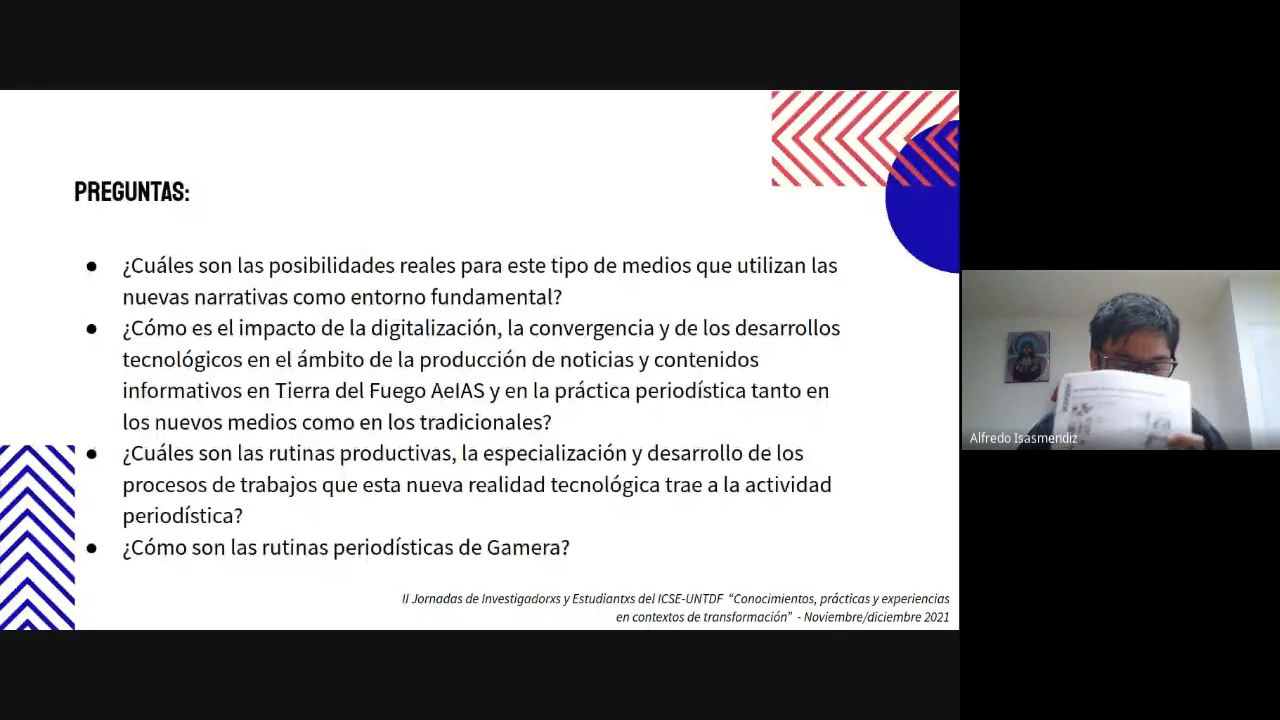 PREGUNTAS:
● ¿Cuáles son las posibilidades reales para este tipo de medios que utilizan las
nuevas narrativas como entorno fundamental?
● ¿Cómo es el impacto de la digitalización, la convergencia y de los desarrollos
tecnológicos en el ámbito de la producción de noticias y contenidos
informativos en Tierra del Fuego AeIAS y en la práctica periodística tanto en
los nuevos medios como en los tradicionales?
● ¿Cuáles son las rutinas productivas, la especialización y desarrollo de los
procesos de trabajos que esta nueva realidad tecnológica trae a la actividad
periodística?
● ¿Cómo son las rutinas periodísticas de Gamera?
II Jornadas de Investigadorxs y Estudiantxs del ICSE-UNTDF “Conocimientos, prácticas y experiencias
en contextos de transformación” - Noviembre/diciembre 2021
Alfredo Isasmendiz